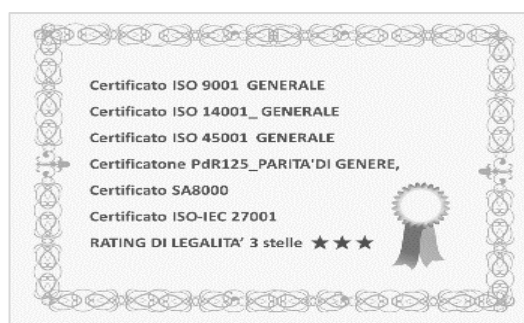 Certificato ISO 9001 GENERALE
Certificato ISO 14001_ GENERALE
Certificato ISO 45001 GENERALE
Certificatone PdR125_PARITA'DI GENERE,
Certificato SA8000
Certificato ISO-IEC 27001
RATING DI LEGALITA' 3 stelle ★★★